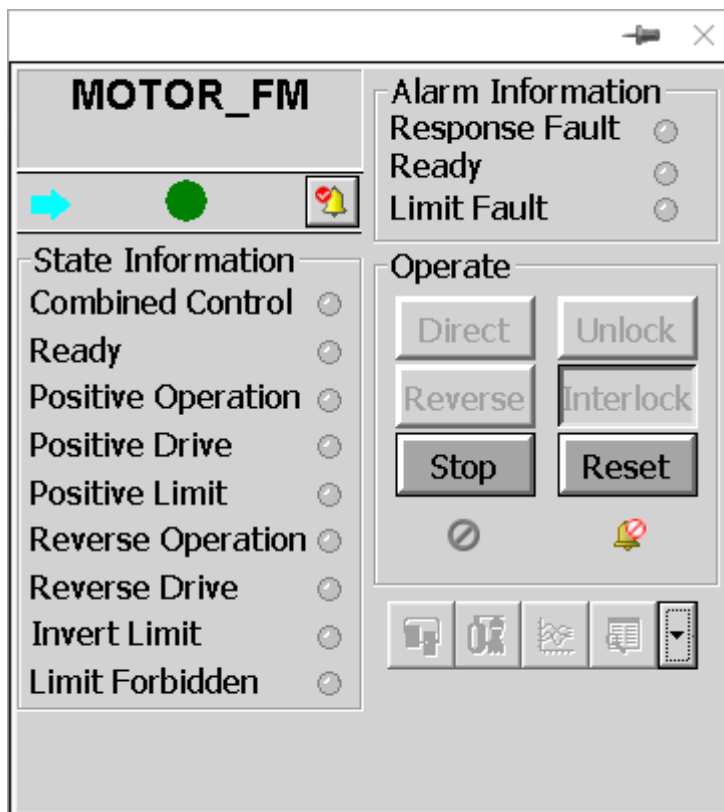 MOTOR_FM
State Information
Combined Control
Ready
Positive Operation
Positive Drive
Positive Limit
Reverse Operation
Reverse Drive
Invert Limit
Limit Forbidden
Alarm Information
Response Fault
Ready
Limit Fault
Operate
Direct Unlock
Reverse Interlock
Stop Reset